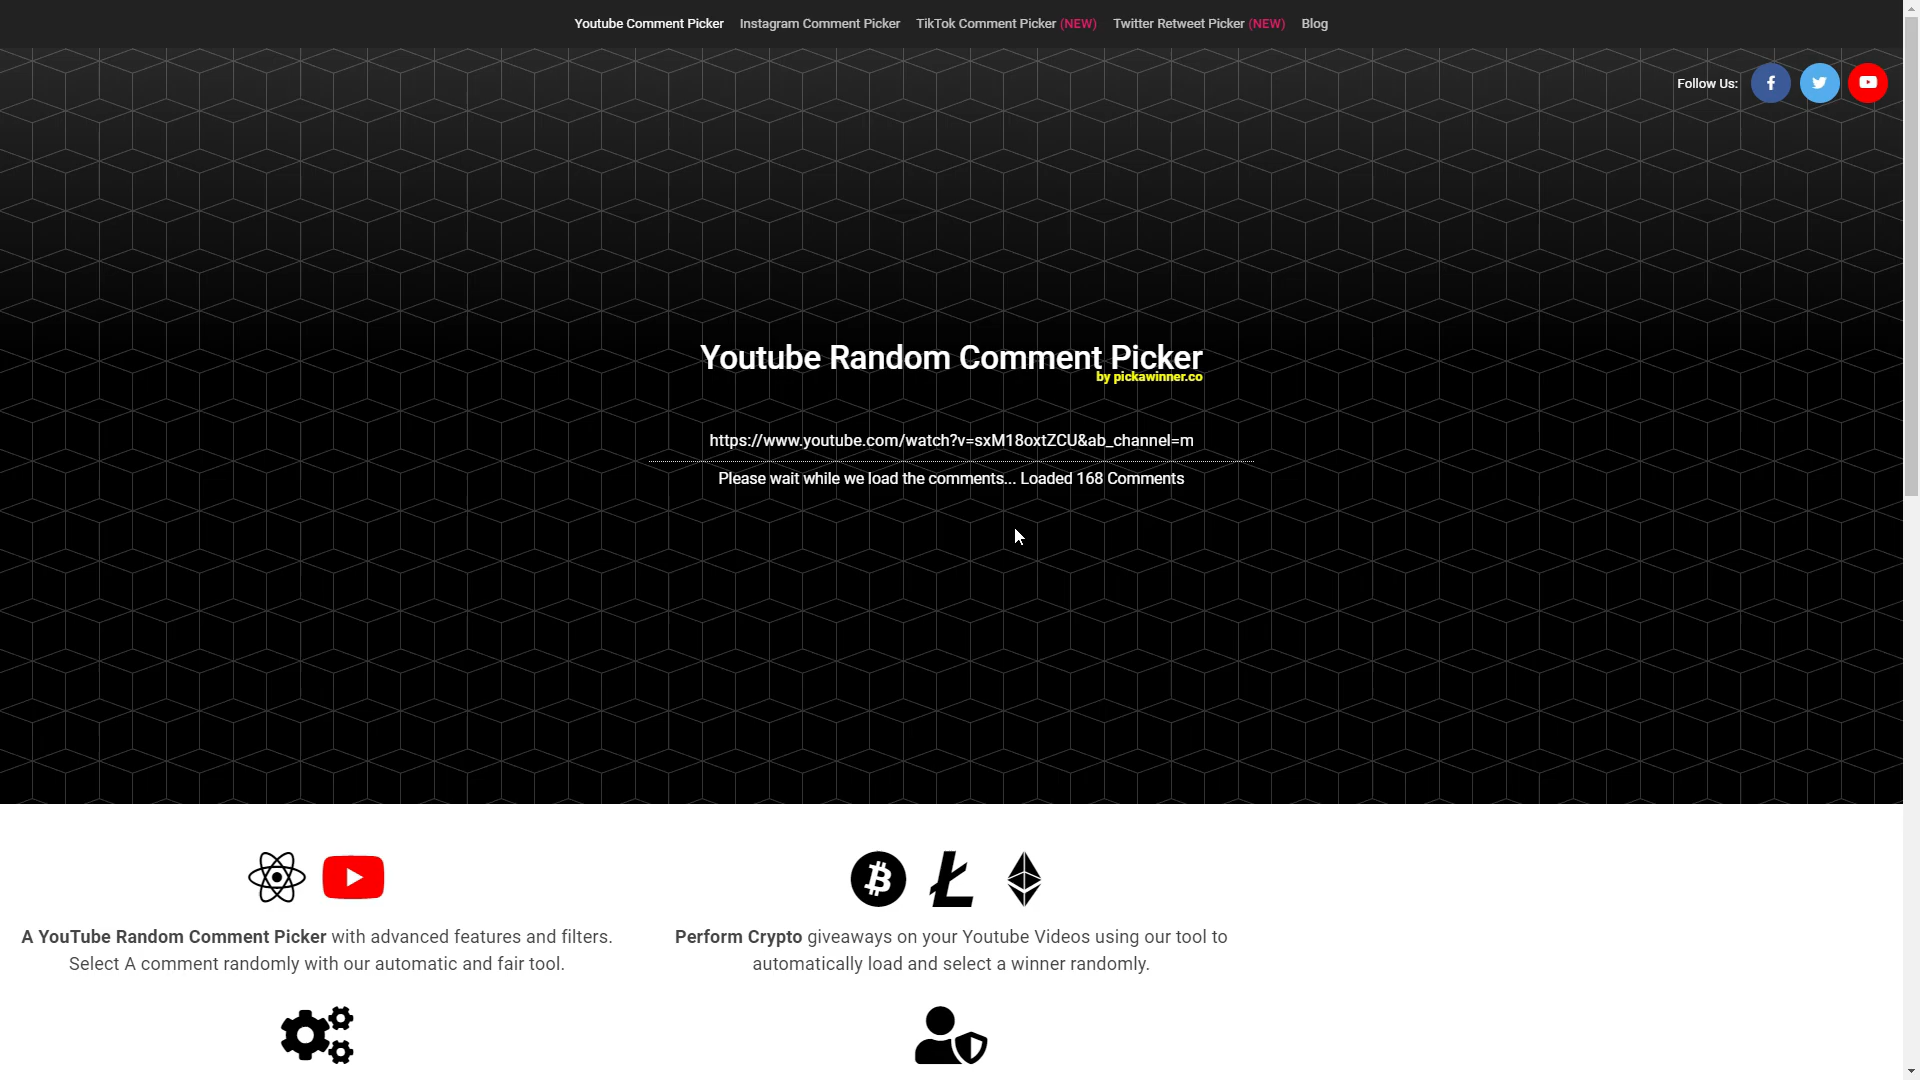 Youtube Comment Picker Instagram Comment Picker TikTok Comment Picker (NEW) Twitter Retweet Picker (NEW) Blog
Follow Us:
Youtube Random Comment Picker
by pickawinner.co
https://www.youtube.com/watch?v=sxM18oxtZCU&ab_channel=m
Please wait while we load the comments... Loaded 168 Comments
A YouTube Random Comment Picker with advanced features and filters.
Select A comment randomly with our automatic and fair tool.
Perform Crypto giveaways on your Youtube Videos using our tool to
automatically load and select a winner randomly.